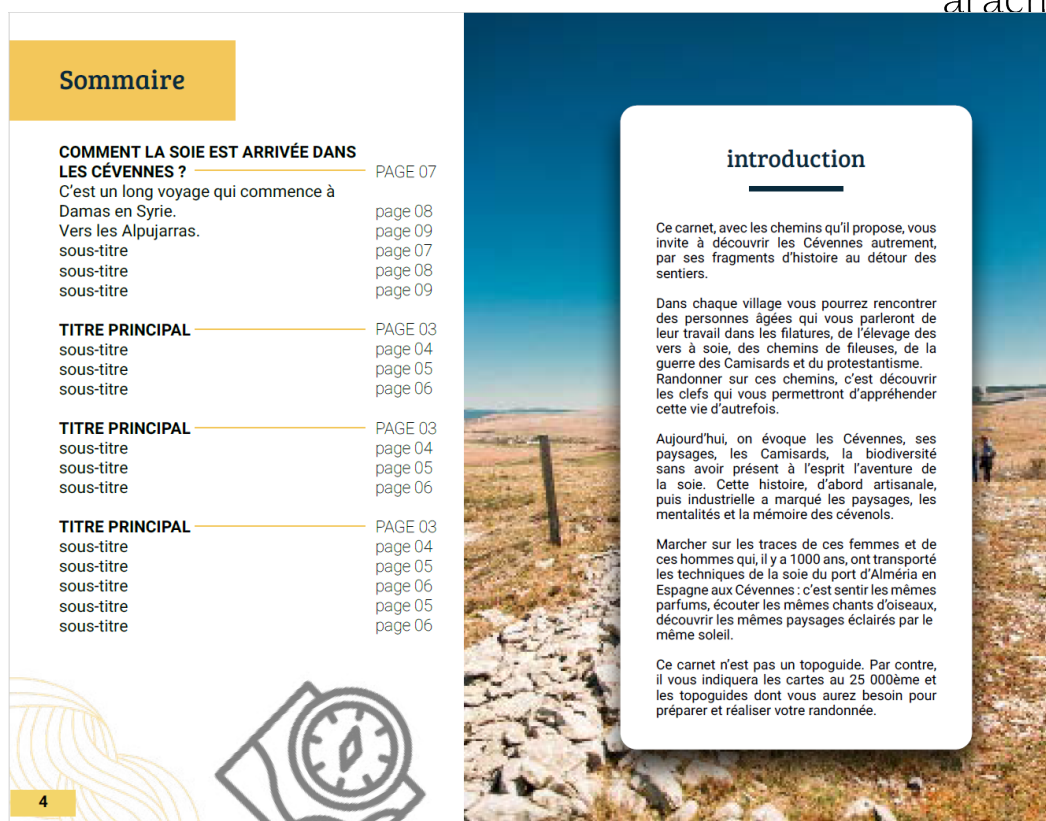 Sommaire
COMMENT LA SOIE EST ARRIVÉE DANS
LES CÉVENNES ? PAGE 07
C'est un long voyage qui commence à
Damas en Syrie. page 08
Vers les Alpujarras. page 09
sous-titre page 07
sous-titre page 08
sous-titre page 09
TITRE PRINCIPAL PAGE 03
sous-titre page 04
sous-titre page 05
sous-titre page 06
TITRE PRINCIPAL PAGE 03
sous-titre page 04
sous-titre page 05
sous-titre page 06
TITRE PRINCIPAL PAGE 03
sous-titre page 04
sous-titre page 05
sous-titre page 06
sous-titre page 05
sous-titre page 06
4
introduction
Ce carnet, avec les chemins qu'il propose, vous
invite à découvrir les Cévennes autrement,
par ses fragments d'histoire au détour des
sentiers.
Dans chaque village vous pourrez rencontrer
des personnes âgées qui vous parleront de
leur travail dans les filatures, de l'élevage des
vers à soie, des chemins de fileuses, de la
guerre des Camisards et du protestantisme.
Randonner sur ces chemins, c'est découvrir
les clefs qui vous permettront d'appréhender
cette vie d'autrefois.
Aujourd'hui, on évoque les Cévennes, ses
paysages, les Camisards, la biodiversité
sans avoir présent à l'esprit l'aventure de
la soie. Cette histoire, d'abord artisanale,
puis industrielle a marqué les paysages, les
mentalités et la mémoire des cévenols.
Marcher sur les traces de ces femmes et de
ces hommes qui, il y a 1000 ans, ont transporté
les techniques de la soie du port d'Alméria en
Espagne aux Cévennes : c'est sentir les mêmes
parfums, écouter les mêmes chants d'oiseaux,
découvrir les mêmes paysages éclairés par le
même soleil.
Ce carnet n'est pas un topoguide. Par contre,
il vous indiquera les cartes au 25 000ème et
les topoguides dont vous aurez besoin pour
préparer et réaliser votre randonnée.